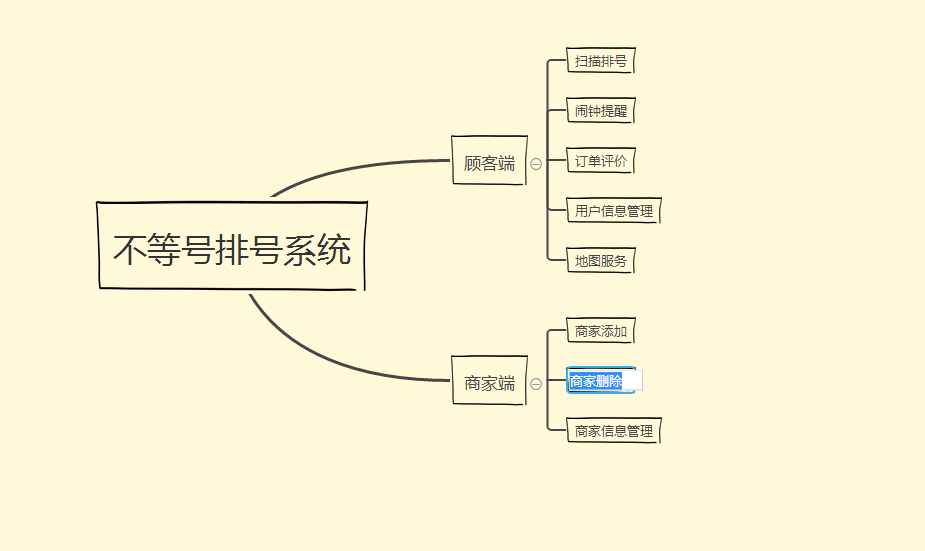 不等号排号系统
顾客端
扫描排号
闹钟提醒
订单评价
用户信息管理
地图服务
商家端
商家添加
商家删除
商家信息管理